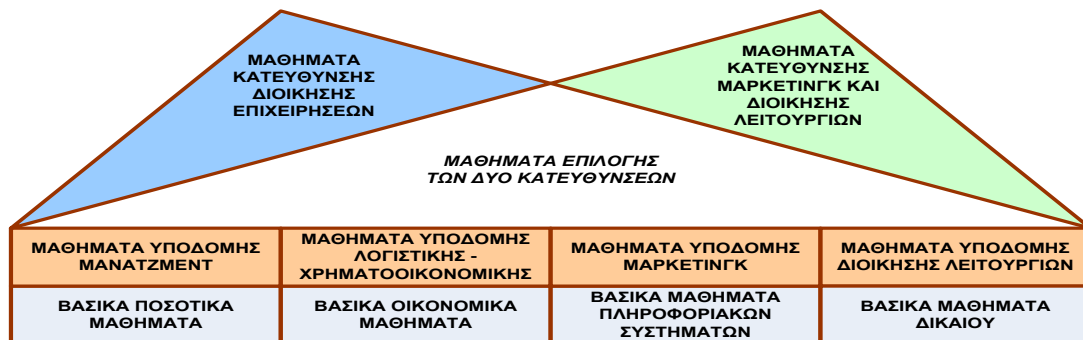 ΜΑΘΗΜΑΤΑ
ΚΑΤΕΥΘΥΝΣΗΣ
ΔΙΟΙΚΗΣΗΣ
ΕΠΙΧΕΙΡΗΣΕΩΝ
ΜΑΘΗΜΑΤΑ
ΚΑΤΕΥΘΥΝΣΗΣ
ΜΑΡΚΕΤΙΝΓΚ ΚΑΙ
ΔΙΟΙΚΗΣΗΣ
ΛΕΙΤΟΥΡΓΙΩΝ
ΜΑΘΗΜΑΤΑ ΕΠΙΛΟΓΗΣ
ΤΩΝ ΔΥΟ ΚΑΤΕΥΘΥΝΣΕΩΝ
ΜΑΘΗΜΑΤΑ ΥΠΟΔΟΜΗΣ
ΜΑΝΑΤΖΜΕΝΤ
ΜΑΘΗΜΑΤΑ ΥΠΟΔΟΜΗΣ
ΛΟΓΙΣΤΙΚΗΣ -
ΧΡΗΜΑΤΟΟΙΚΟΝΟΜΙΚΗΣ
ΜΑΘΗΜΑΤΑ ΥΠΟΔΟΜΗΣ
ΜΑΡΚΕΤΙΝΓΚ
ΜΑΘΗΜΑΤΑ ΥΠΟΔΟΜΗΣ
ΔΙΟΙΚΗΣΗΣ ΛΕΙΤΟΥΡΓΙΩΝ
ΒΑΣΙΚΑ ΠΟΣΟΤΙΚΑ
ΜΑΘΗΜΑΤΑ
ΒΑΣΙΚΑ ΟΙΚΟΝΟΜΙΚΑ
ΜΑΘΗΜΑΤΑ
ΒΑΣΙΚΑ ΜΑΘΗΜΑΤΑ
ΠΛΗΡΟΦΟΡΙΑΚΩΝ
ΣΥΣΤΗΜΑΤΩΝ
ΒΑΣΙΚΑ ΜΑΘΗΜΑΤΑ
ΔΙΚΑΙΟΥ